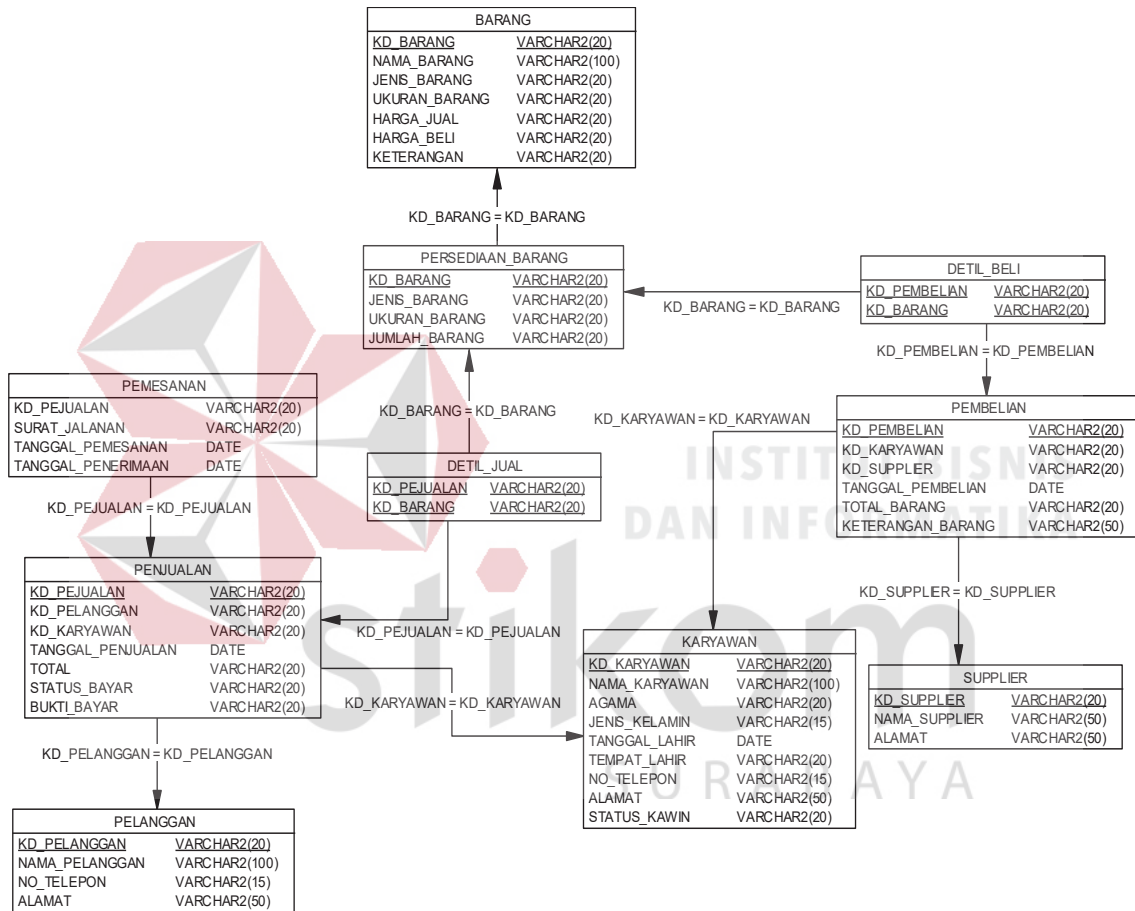 BARANG
KD_BARANG VARCHAR2(20)
NAMA_BARANG VARCHAR2(100)
JENIS_BARANG VARCHAR2(20)
UKURAN_BARANG VARCHAR2(20)
HARGA_JUAL VARCHAR2(20)
HARGA_BELI VARCHAR2(20)
KETERANGAN VARCHAR2(20)
KD_BARANG = KD_BARANG
PERSEDIAAN_BARANG
KD_BARANG VARCHAR2(20)
JENIS_BARANG VARCHAR2(20)
UKURAN_BARANG VARCHAR2(20)
JUMLAH_BARANG VARCHAR2(20)
KD_BARANG = KD_BARANG
DETIL_BELI
KD_PEMBELIAN VARCHAR2(20)
KD_BARANG VARCHAR2(20)
KD_PEMBELIAN = KD_PEMBELIAN
PEMESANAN
KD_PEJUALAN VARCHAR2(20)
SURAT_JALANAN VARCHAR2(20)
TANGGAL_PEMESANAN DATE
TANGGAL_PENERIMAAN DATE
KD_PEJUALAN = KD_PEJUALAN
KD_BARANG = KD_BARANG
DETIL_JUAL
KD_PEJUALAN VARCHAR2(20)
KD_BARANG VARCHAR2(20)
KD_KARYAWAN = KD_KARYAWAN
PEMBELIAN
KD_PEMBELIAN VARCHAR2(20)
KD_KARYAWAN VARCHAR2(20)
KD_SUPPLIER VARCHAR2(20)
TANGGAL_PEMBELIAN DATE
TOTAL_BARANG VARCHAR2(20)
KETERANGAN_BARANG VARCHAR2(50)
INSTITUT BISNIS
DAN INFORMATIKA
stikom
SURABAYA
PENJUALAN
KD_PEJUALAN VARCHAR2(20)
KD_PELANGGAN VARCHAR2(20)
KD_KARYAWAN VARCHAR2(20)
TANGGAL_PENJUALAN DATE
TOTAL VARCHAR2(20)
STATUS_BAYAR VARCHAR2(20)
BUKTI_BAYAR VARCHAR2(20)
KD_PEJUALAN = KD_PEJUALAN
KD_KARYAWAN = KD_KARYAWAN
KD_SUPPLIER = KD_SUPPLIER
KARYAWAN
KD_KARYAWAN VARCHAR2(20)
NAMA_KARYAWAN VARCHAR2(100)
AGAMA VARCHAR2(20)
JENIS_KELAMIN VARCHAR2(15)
TANGGAL_LAHIR DATE
TEMPAT_LAHIR VARCHAR2(20)
NO_TELEPON VARCHAR2(15)
ALAMAT VARCHAR2(50)
STATUS_KAWIN VARCHAR2(20)
SUPPLIER
KD_SUPPLIER VARCHAR2(20)
NAMA_SUPPLIER VARCHAR2(50)
ALAMAT VARCHAR2(50)
KD_PELANGGAN = KD_PELANGGAN
PELANGGAN
KD_PELANGGAN VARCHAR2(20)
NAMA_PELANGGAN VARCHAR2(100)
NO_TELEPON VARCHAR2(15)
ALAMAT VARCHAR2(50)